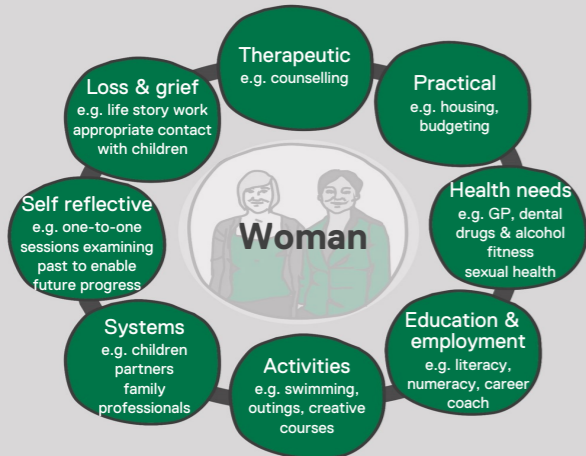 Therapeutic
e.g. counselling
Practical
e.g. housing,
budgeting
Health needs
e.g. GP, dental
drugs & alcohol
fitness
sexual health
Education &
employment
e.g. literacy,
numeracy, career
coach
Activities
e.g. swimming,
outings, creative
courses
Systems
e.g. children
partners
family
professionals
Self reflective
e.g. one-to-one
sessions examining
past to enable
future progress
Loss & grief
e.g. life story work
appropriate contact
with children
Woman